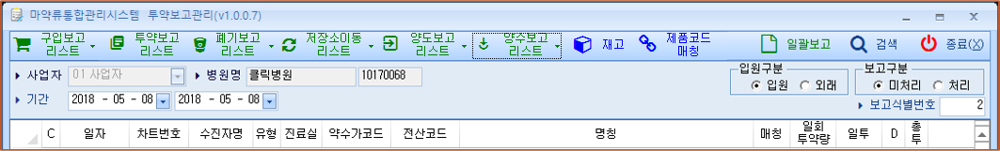 마약류통합관리시스템 투약보고관리(v1.0.0.7)
구입보고 리스트 투약보고 리스트 폐기보고 리스트 저장소이동 리스트 양도보고 리스트 양수보고 리스트 재고 제품코드 매칭 일괄보고 검색 종료(X)
사업자 01 사업자 병원명 클릭병원 10170068 입원구분 입원 외래 보고구분 미처리 처리
기간 2018 - 05 - 08 2018 - 05 - 08 보고식별번호 2
C 일자 차트번호 수진자명 유형 진료실 약수가코드 전산코드 명칭 매칭 일회 투약량 일투 D 총 투